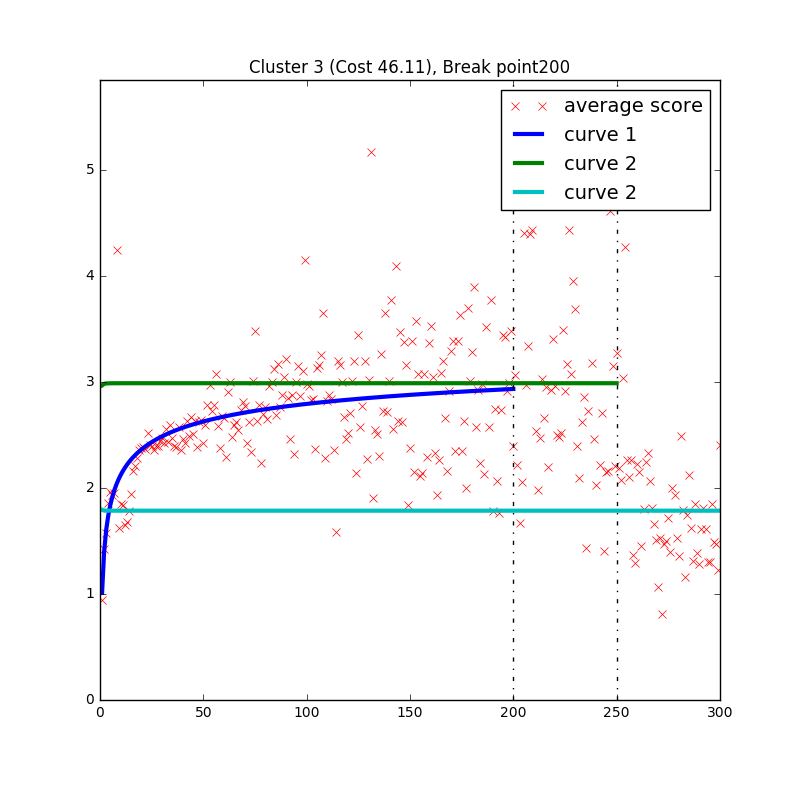 Cluster 3 (Cost 46.11), Break point200
average score
curve 1
curve 2
curve 2
5
4
3
2
1
0
0 50 100 150 200 250 300